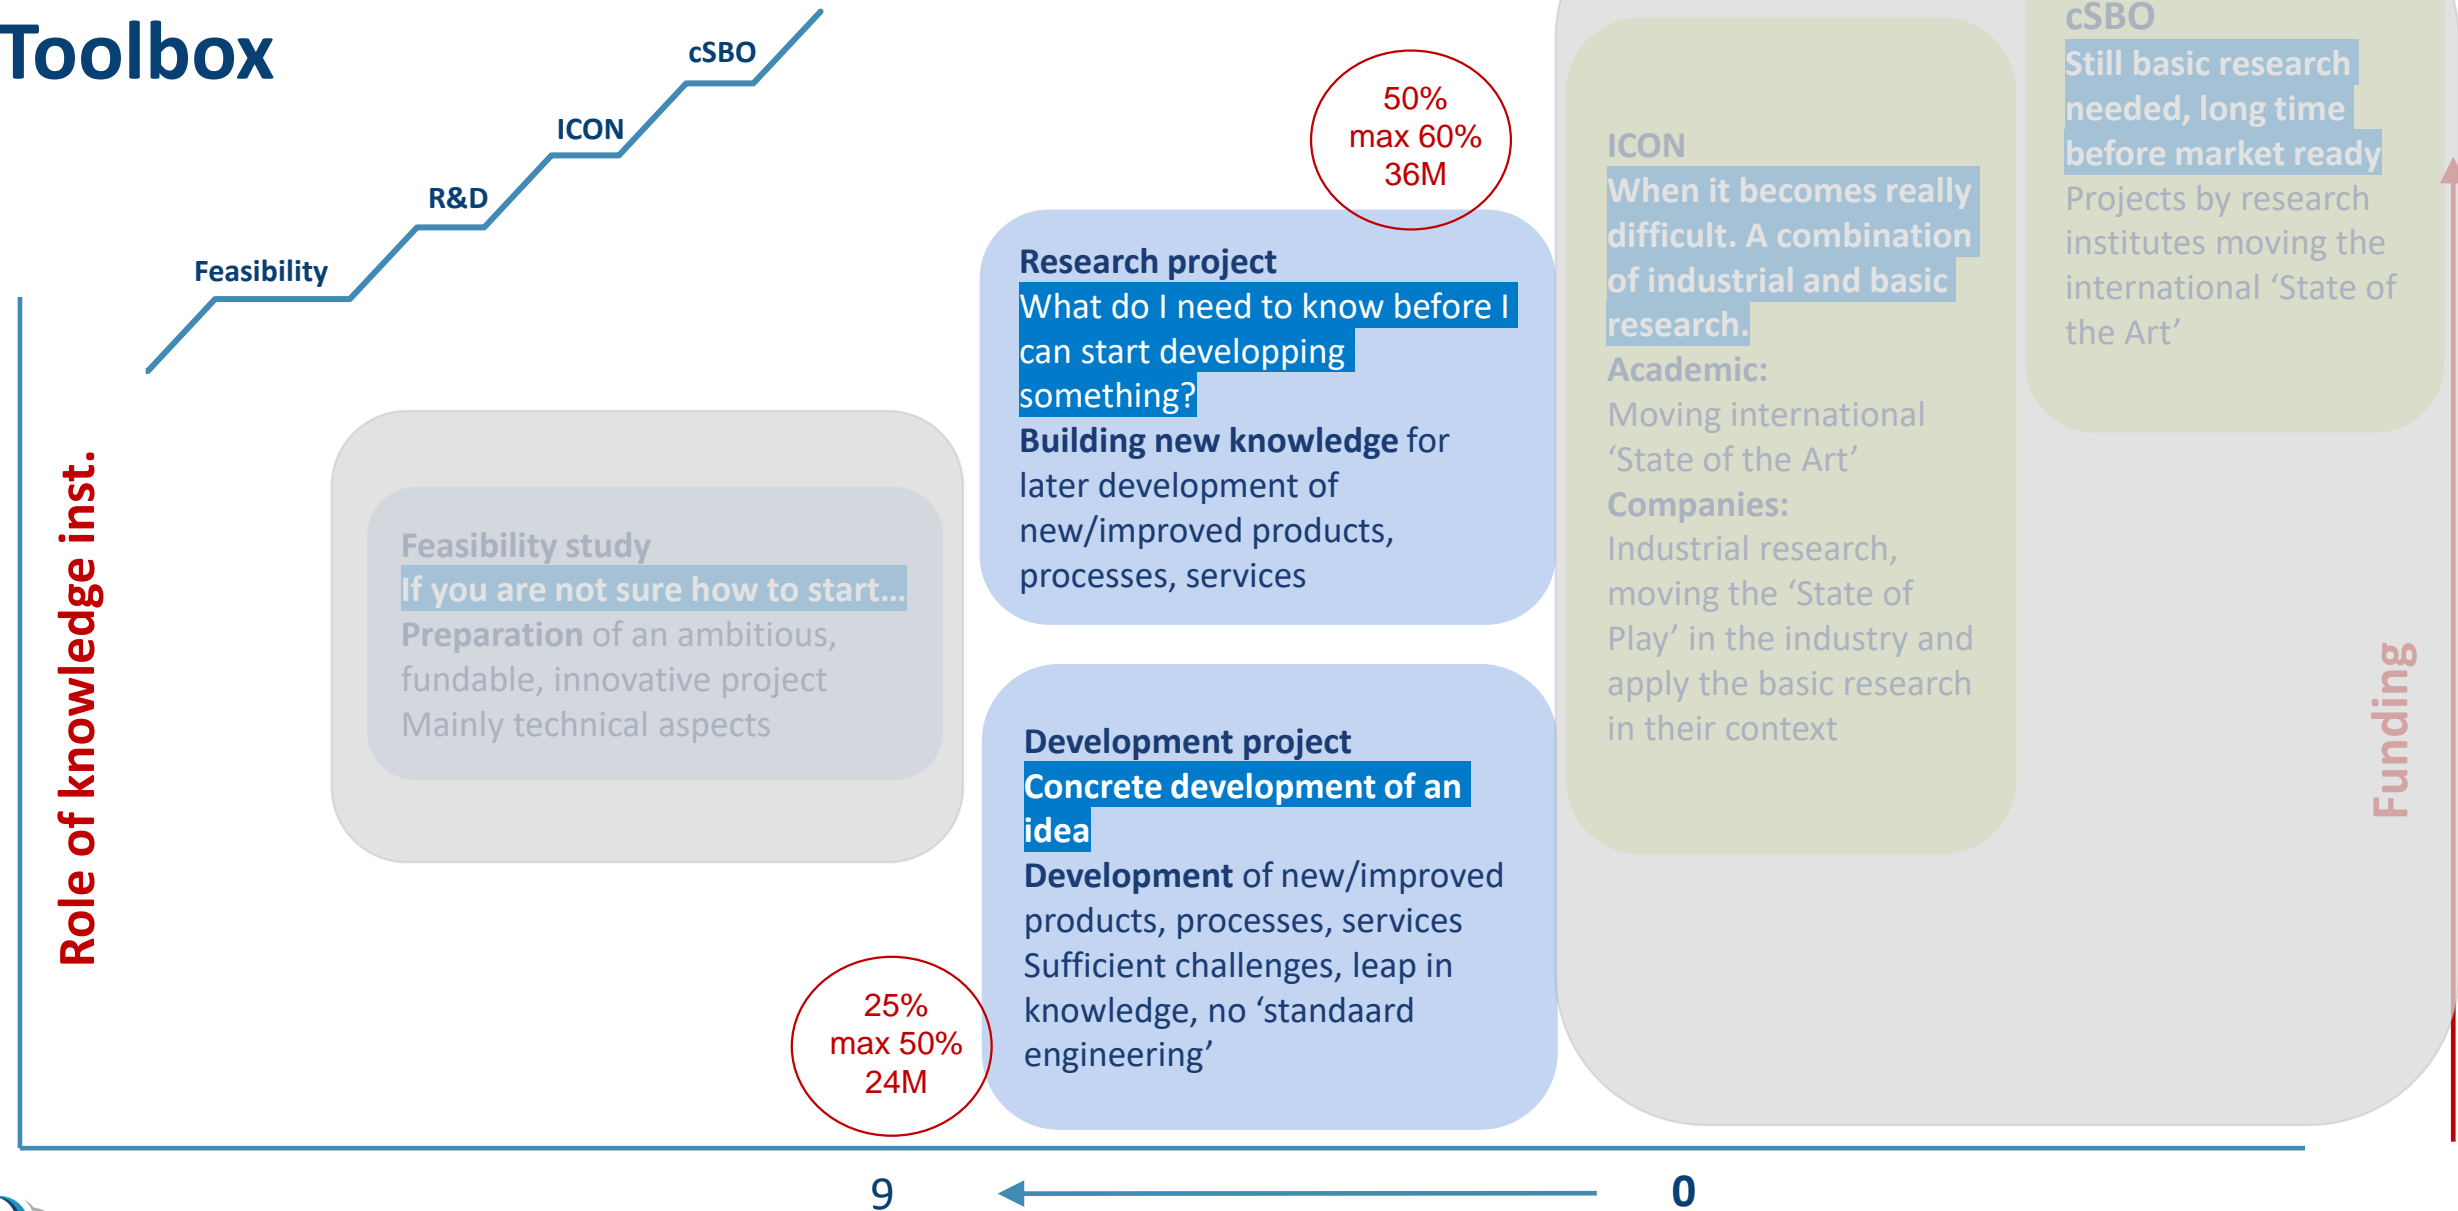 Toolbox
cSBO
ICON
R&D
Feasibility
Role of knowledge inst.
Feasibility study
If you are not sure how to start...
Preparation of an ambitious,
fundable, innovative project
Mainly technical aspects
50%
max 60%
36M
Research project
What do I need to know before I
can start developping
something?
Building new knowledge for
later development of
new/improved products,
processes, services
25%
max 50%
24M
Development project
Concrete development of an
idea
Development of new/improved
products, processes, services
Sufficient challenges, leap in
knowledge, no ‘standaard
engineering’
ICON
When it becomes really
difficult. A combination
of industrial and basic
research.
Academic:
Moving international
‘State of the Art’
Companies:
Industrial research,
moving the ‘State of
Play’ in the industry and
apply the basic research
in their context
cSBO
Still basic research
needed, long time
before market ready
Projects by research
institutes moving the
international ‘State of
the Art’
Funding
9
0